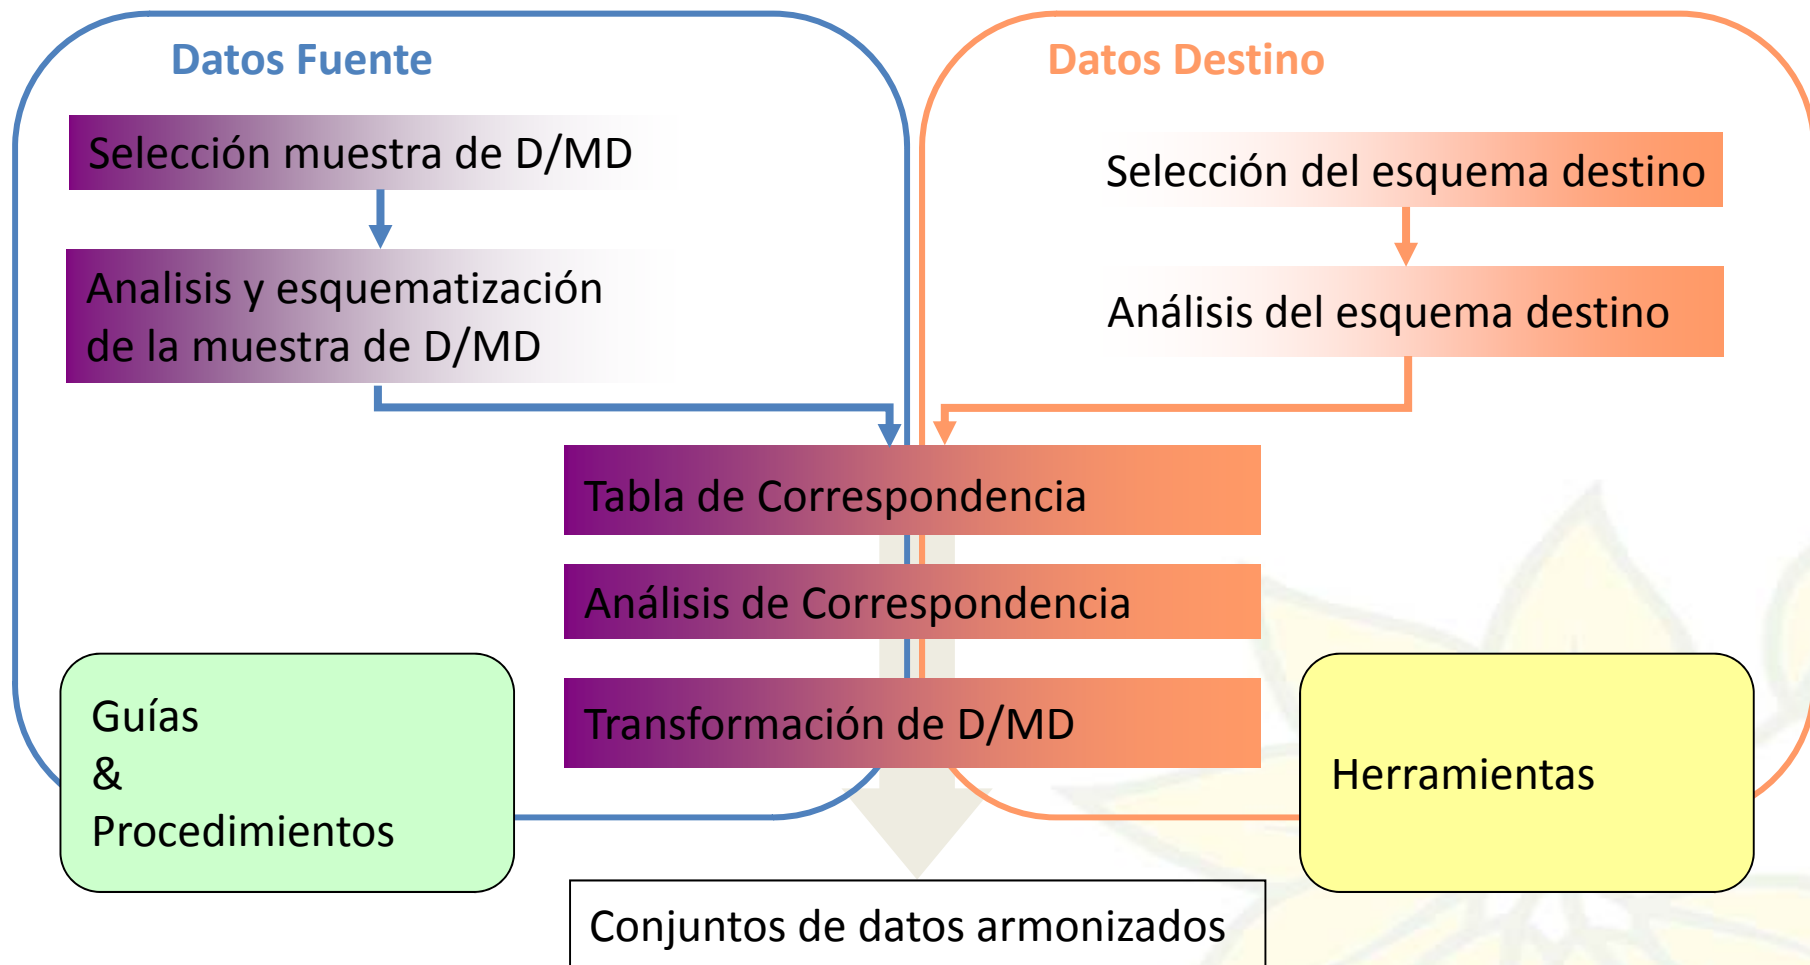 Datos Fuente
Selección muestra de D/MD
Analisis y esquematización
de la muestra de D/MD
Datos Destino
Selección del esquema destino
Análisis del esquema destino
Tabla de Correspondencia
Análisis de Correspondencia
Transformación de D/MD
Guías
&
Procedimientos
Herramientas
Conjuntos de datos armonizados